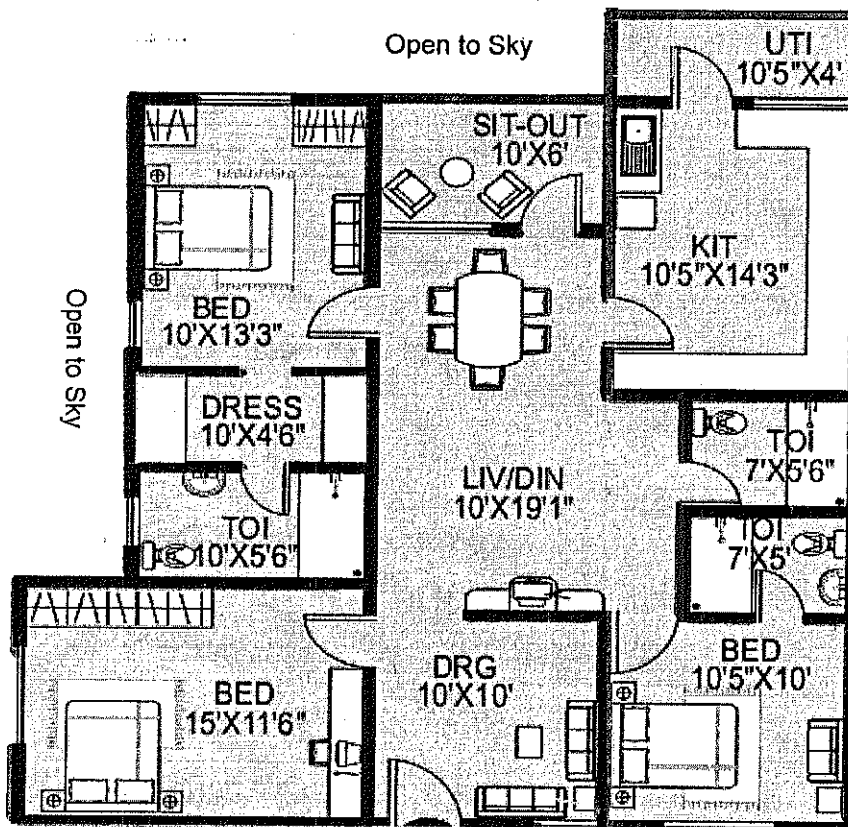 Open to Sky
UTI
10'5"X4'
SIT-OUT
10'X6'
KIT
10'5"X14'3"
BED
10'X13'3"
Open to Sky
DRESS
10'X4'6"
TOI
7'X5'6"
LIV/DIN
10'X19'1"
TOI
10'X5'6"
TOI
7'X5'
BED
15'X11'6"
DRG
10'X10'
BED
10'5"X10'